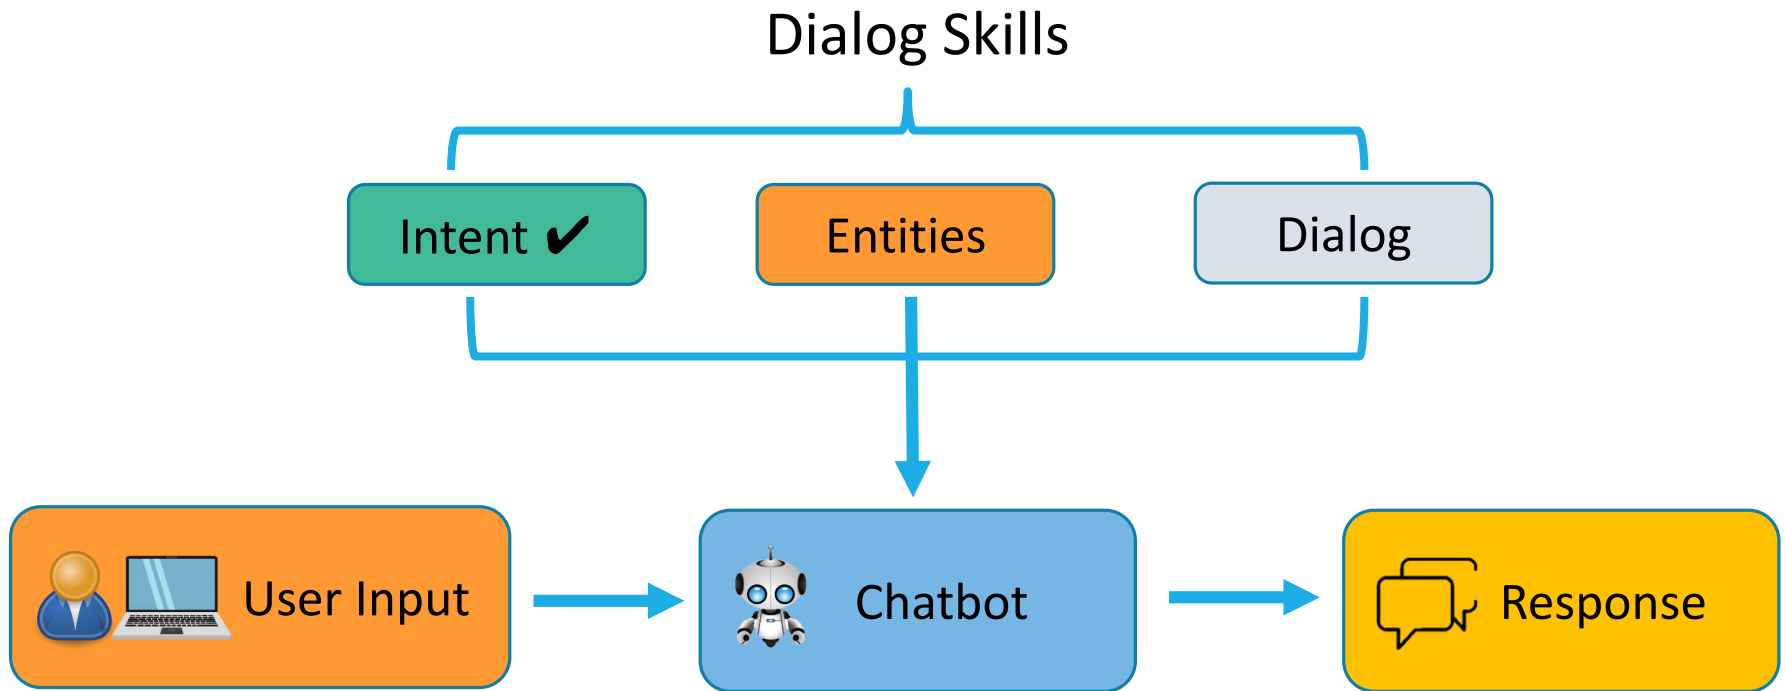 Dialog Skills
Intent ✔
Entities
Dialog
User Input
Chatbot
Response